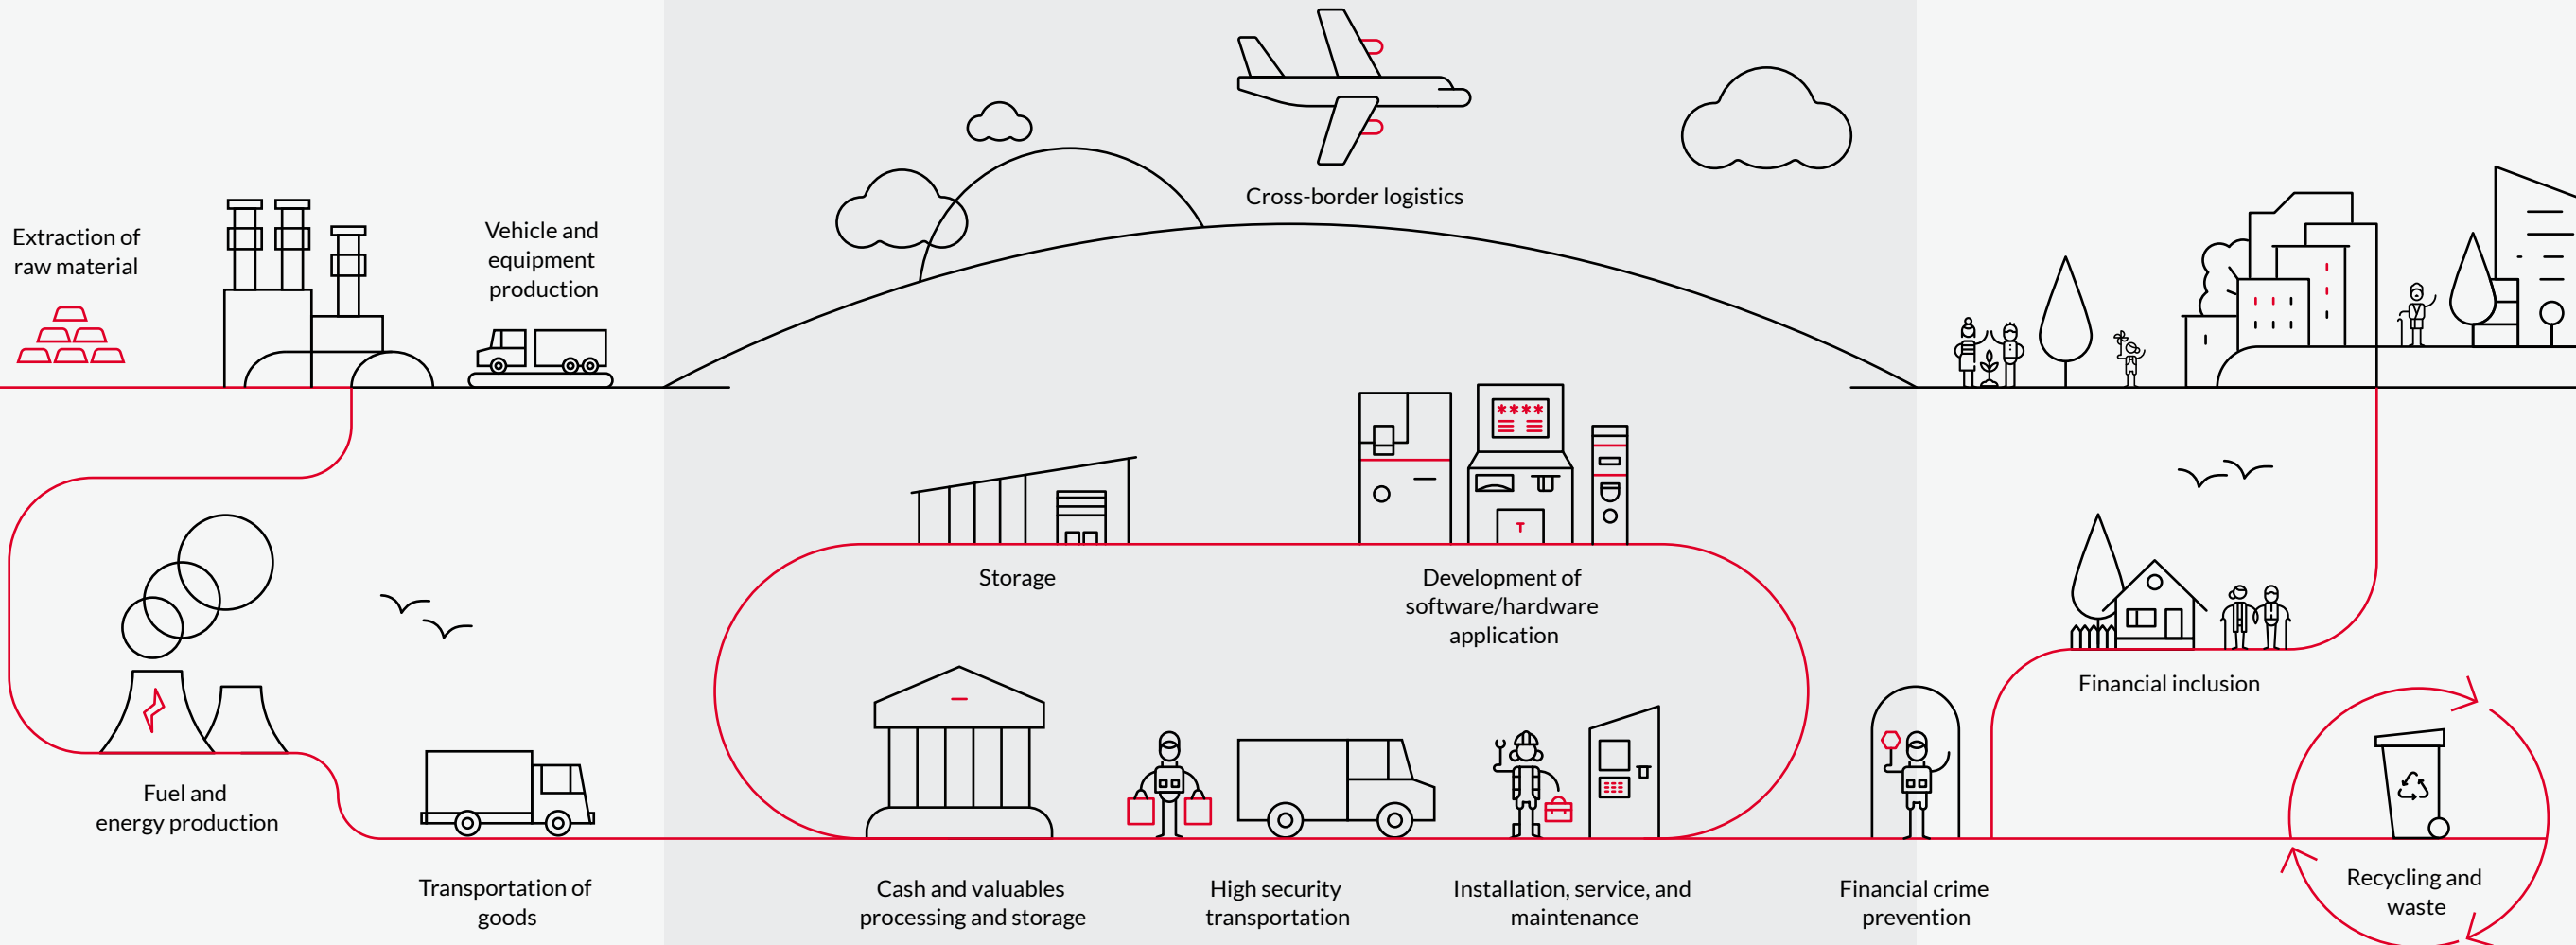 Extraction of
raw material
Vehicle and
equipment
production
Cross-border logistics
Storage
Development of
software/hardware
application
Fuel and
energy production
Financial inclusion
Transportation of
goods
Cash and valuables
processing and storage
High security
transportation
Installation, service, and
maintenance
Financial crime
prevention
Recycling and
waste